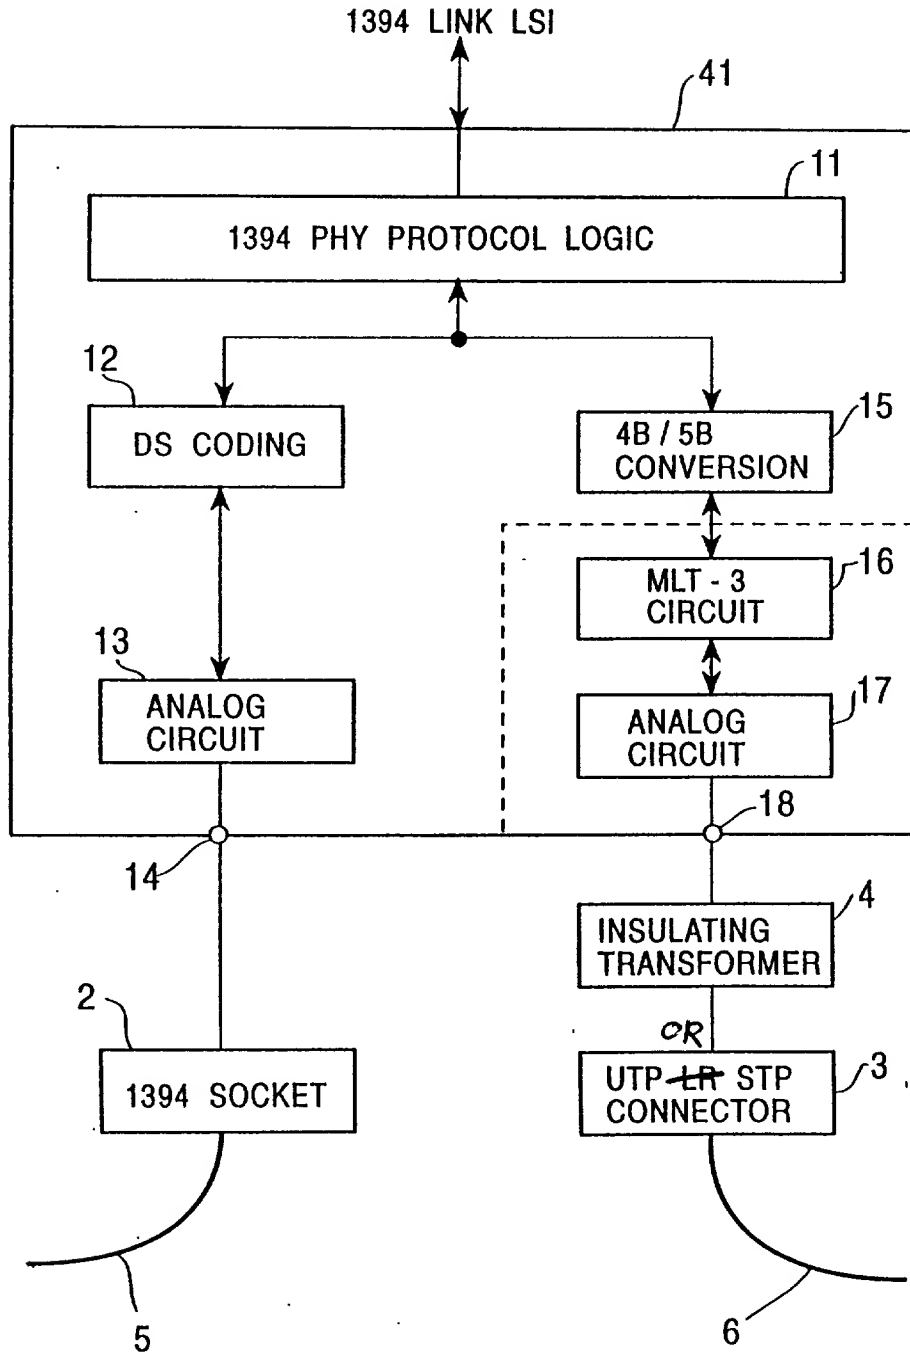 1394 LINK LSI
41
11
1394 PHY PROTOCOL LOGIC
12
DS CODING
15
4B / 5B
CONVERSION
16
MLT - 3
CIRCUIT
13
ANALOG
CIRCUIT
17
ANALOG
CIRCUIT
14
18
4
INSULATING
TRANSFORMER
2
1394 SOCKET
OR
3
UTP LR STP
CONNECTOR
5
6